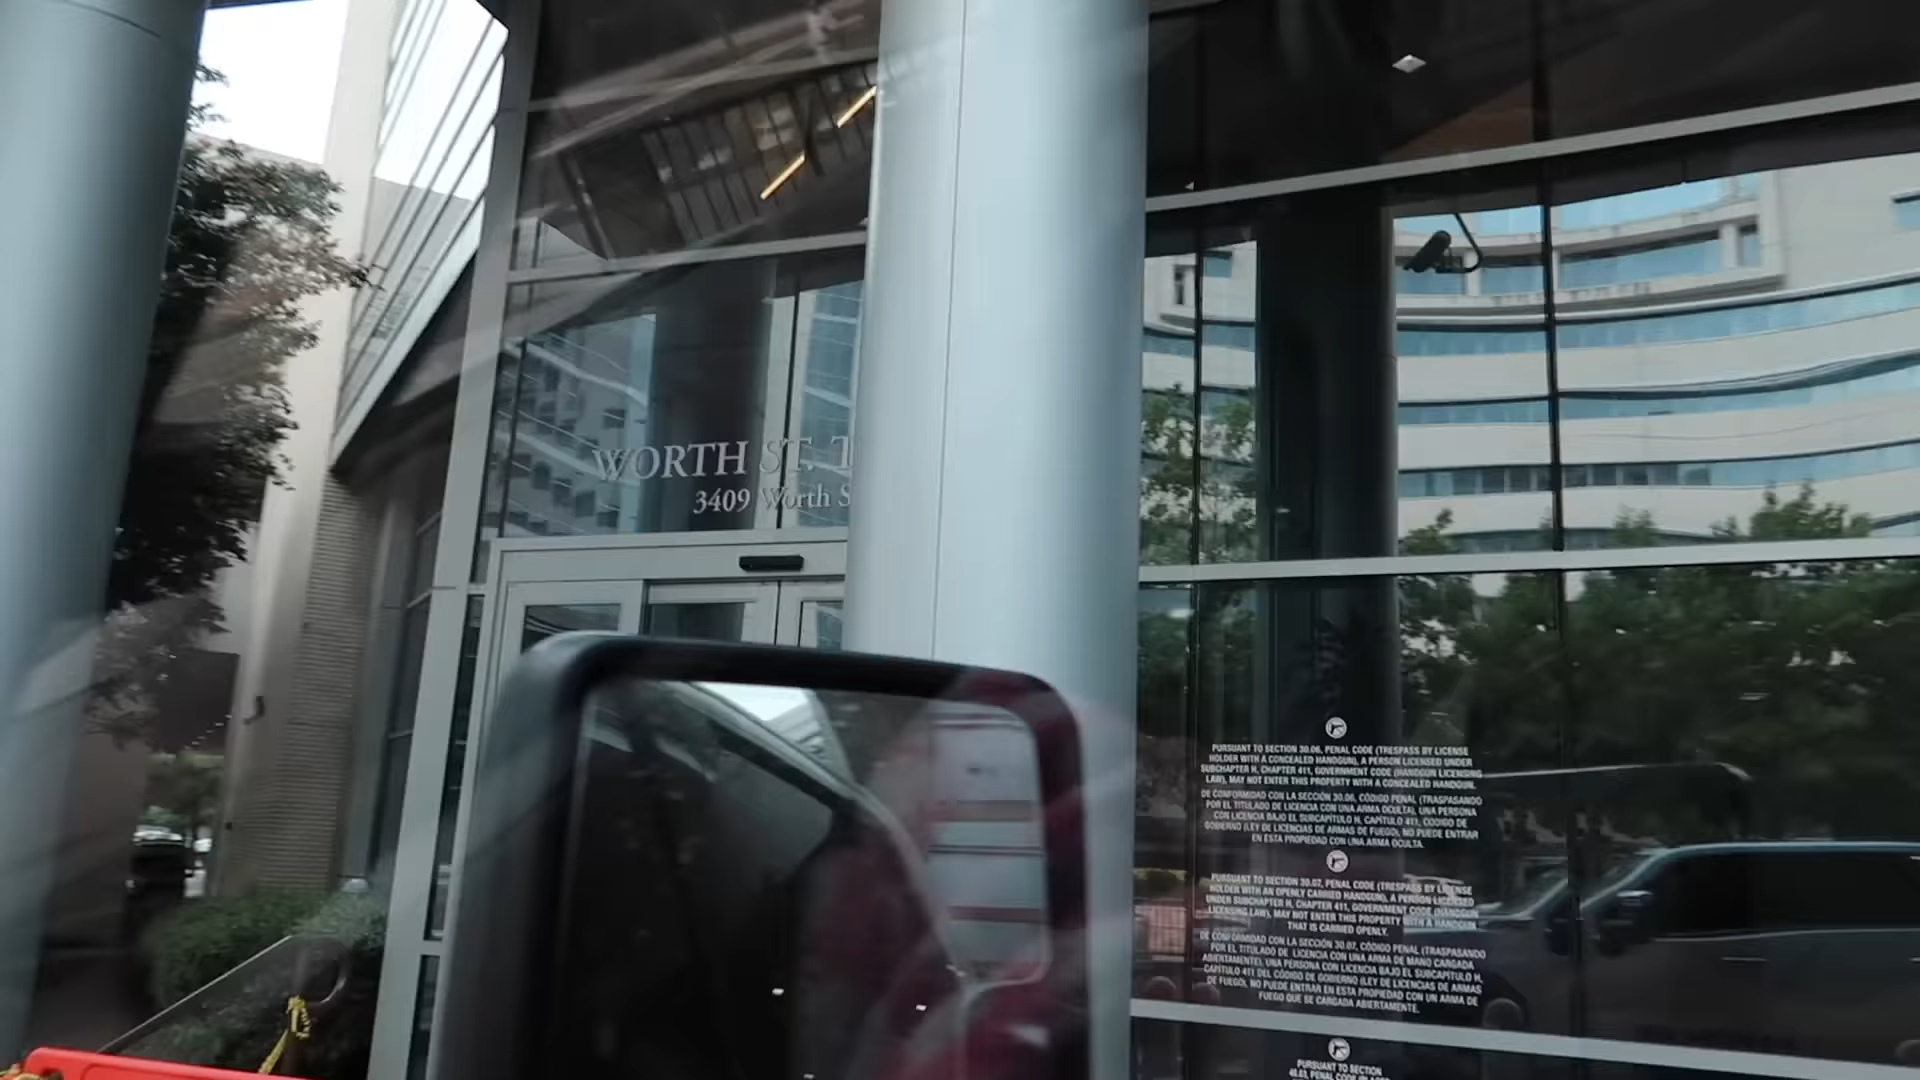 WORTH ST. T
3409 Worth S
PURSUANT TO SECTION 30.06, PENAL CODE (TRESPASS BY LICENSE
HOLDER WITH A CONCEALED HANDGUN), A PERSON LICENSED UNDER
SUBCHAPTER H, CHAPTER 411, GOVERNMENT CODE (HANDGUN LICENSING
LAW), MAY NOT ENTER THIS PROPERTY WITH A CONCEALED HANDGUN.
DE CONFORMIDAD CON LA SECCIÓN 30.06, CÓDIGO PENAL (TRASPASANDO
POR EL TITULADO DE LICENCIA CON UNA ARMA OCULTA), UNA PERSONA
CON LICENCIA BAJO EL SUBCAPÍTULO H, CAPÍTULO 411, CODIGO DE
GOBIERNO (LEY DE LICENCIAS DE ARMAS DE FUEGO), NO PUEDE ENTRAR
EN ESTA PROPIEDAD CON UNA ARMA OCULTA.
PURSUANT TO SECTION 30.07, PENAL CODE (TRESPASS BY LICENSE
HOLDER WITH AN OPENLY CARRIED HANDGUN), A PERSON LICENSED
UNDER SUBCHAPTER H, CHAPTER 411, GOVERNMENT CODE (HANDGUN
LICENSING LAW), MAY NOT ENTER THIS PROPERTY WITH A HANDGUN
THAT IS CARRIED OPENLY.
DE CONFORMIDAD CON LA SECCIÓN 30.07, CÓDIGO PENAL (TRASPASANDO
POR EL TITULADO DE LICENCIA CON UNA ARMA DE MANO CARGADA
ABIERTAMENTE), UNA PERSONA CON LICENCIA BAJO EL SUBCAPÍTULO H,
CAPÍTULO 411 DEL CÓDIGO DE GOBIERNO (LEY DE LICENCIAS DE ARMAS
DE FUEGO), NO PUEDE ENTRAR EN ESTA PROPIEDAD CON UN ARMA DE
FUEGO QUE SE CARGADA ABIERTAMENTE.
PURSUANT TO SECTION